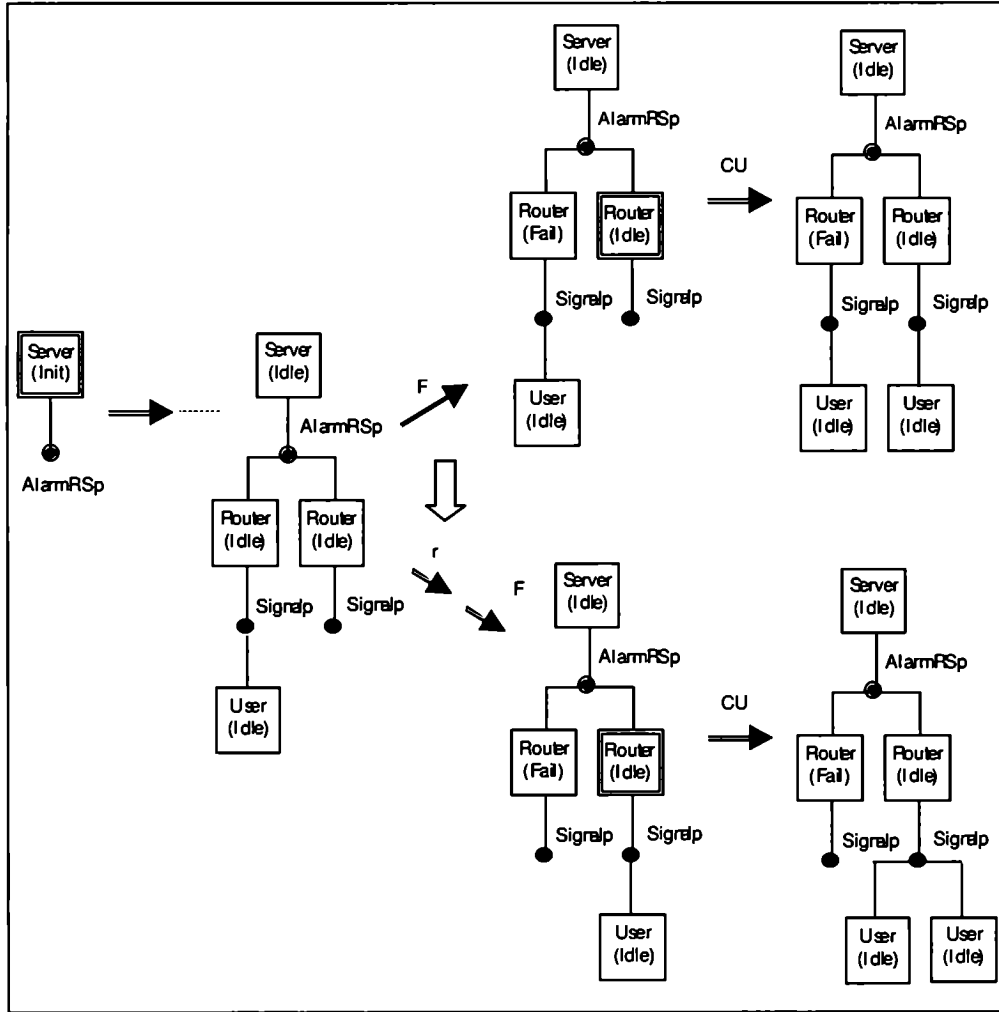 Server
(Init)
AlarmRSp
Server
(Idle)
AlarmRSp
Router
(Idle)
Router
(Idle)
Signalp
Signalp
User
(Idle)
F
Server
(Idle)
AlarmRSp
Router
(Fail)
Router
(Idle)
Signalp
Signalp
User
(Idle)
CU
Server
(Idle)
AlarmRSp
Router
(Fail)
Router
(Idle)
Signalp
Signalp
User
(Idle)
User
(Idle)
r
F
Server
(Idle)
AlarmRSp
Router
(Fail)
Router
(Idle)
Signalp
Signalp
User
(Idle)
CU
Server
(Idle)
AlarmRSp
Router
(Fail)
Router
(Idle)
Signalp
Signalp
User
(Idle)
User
(Idle)